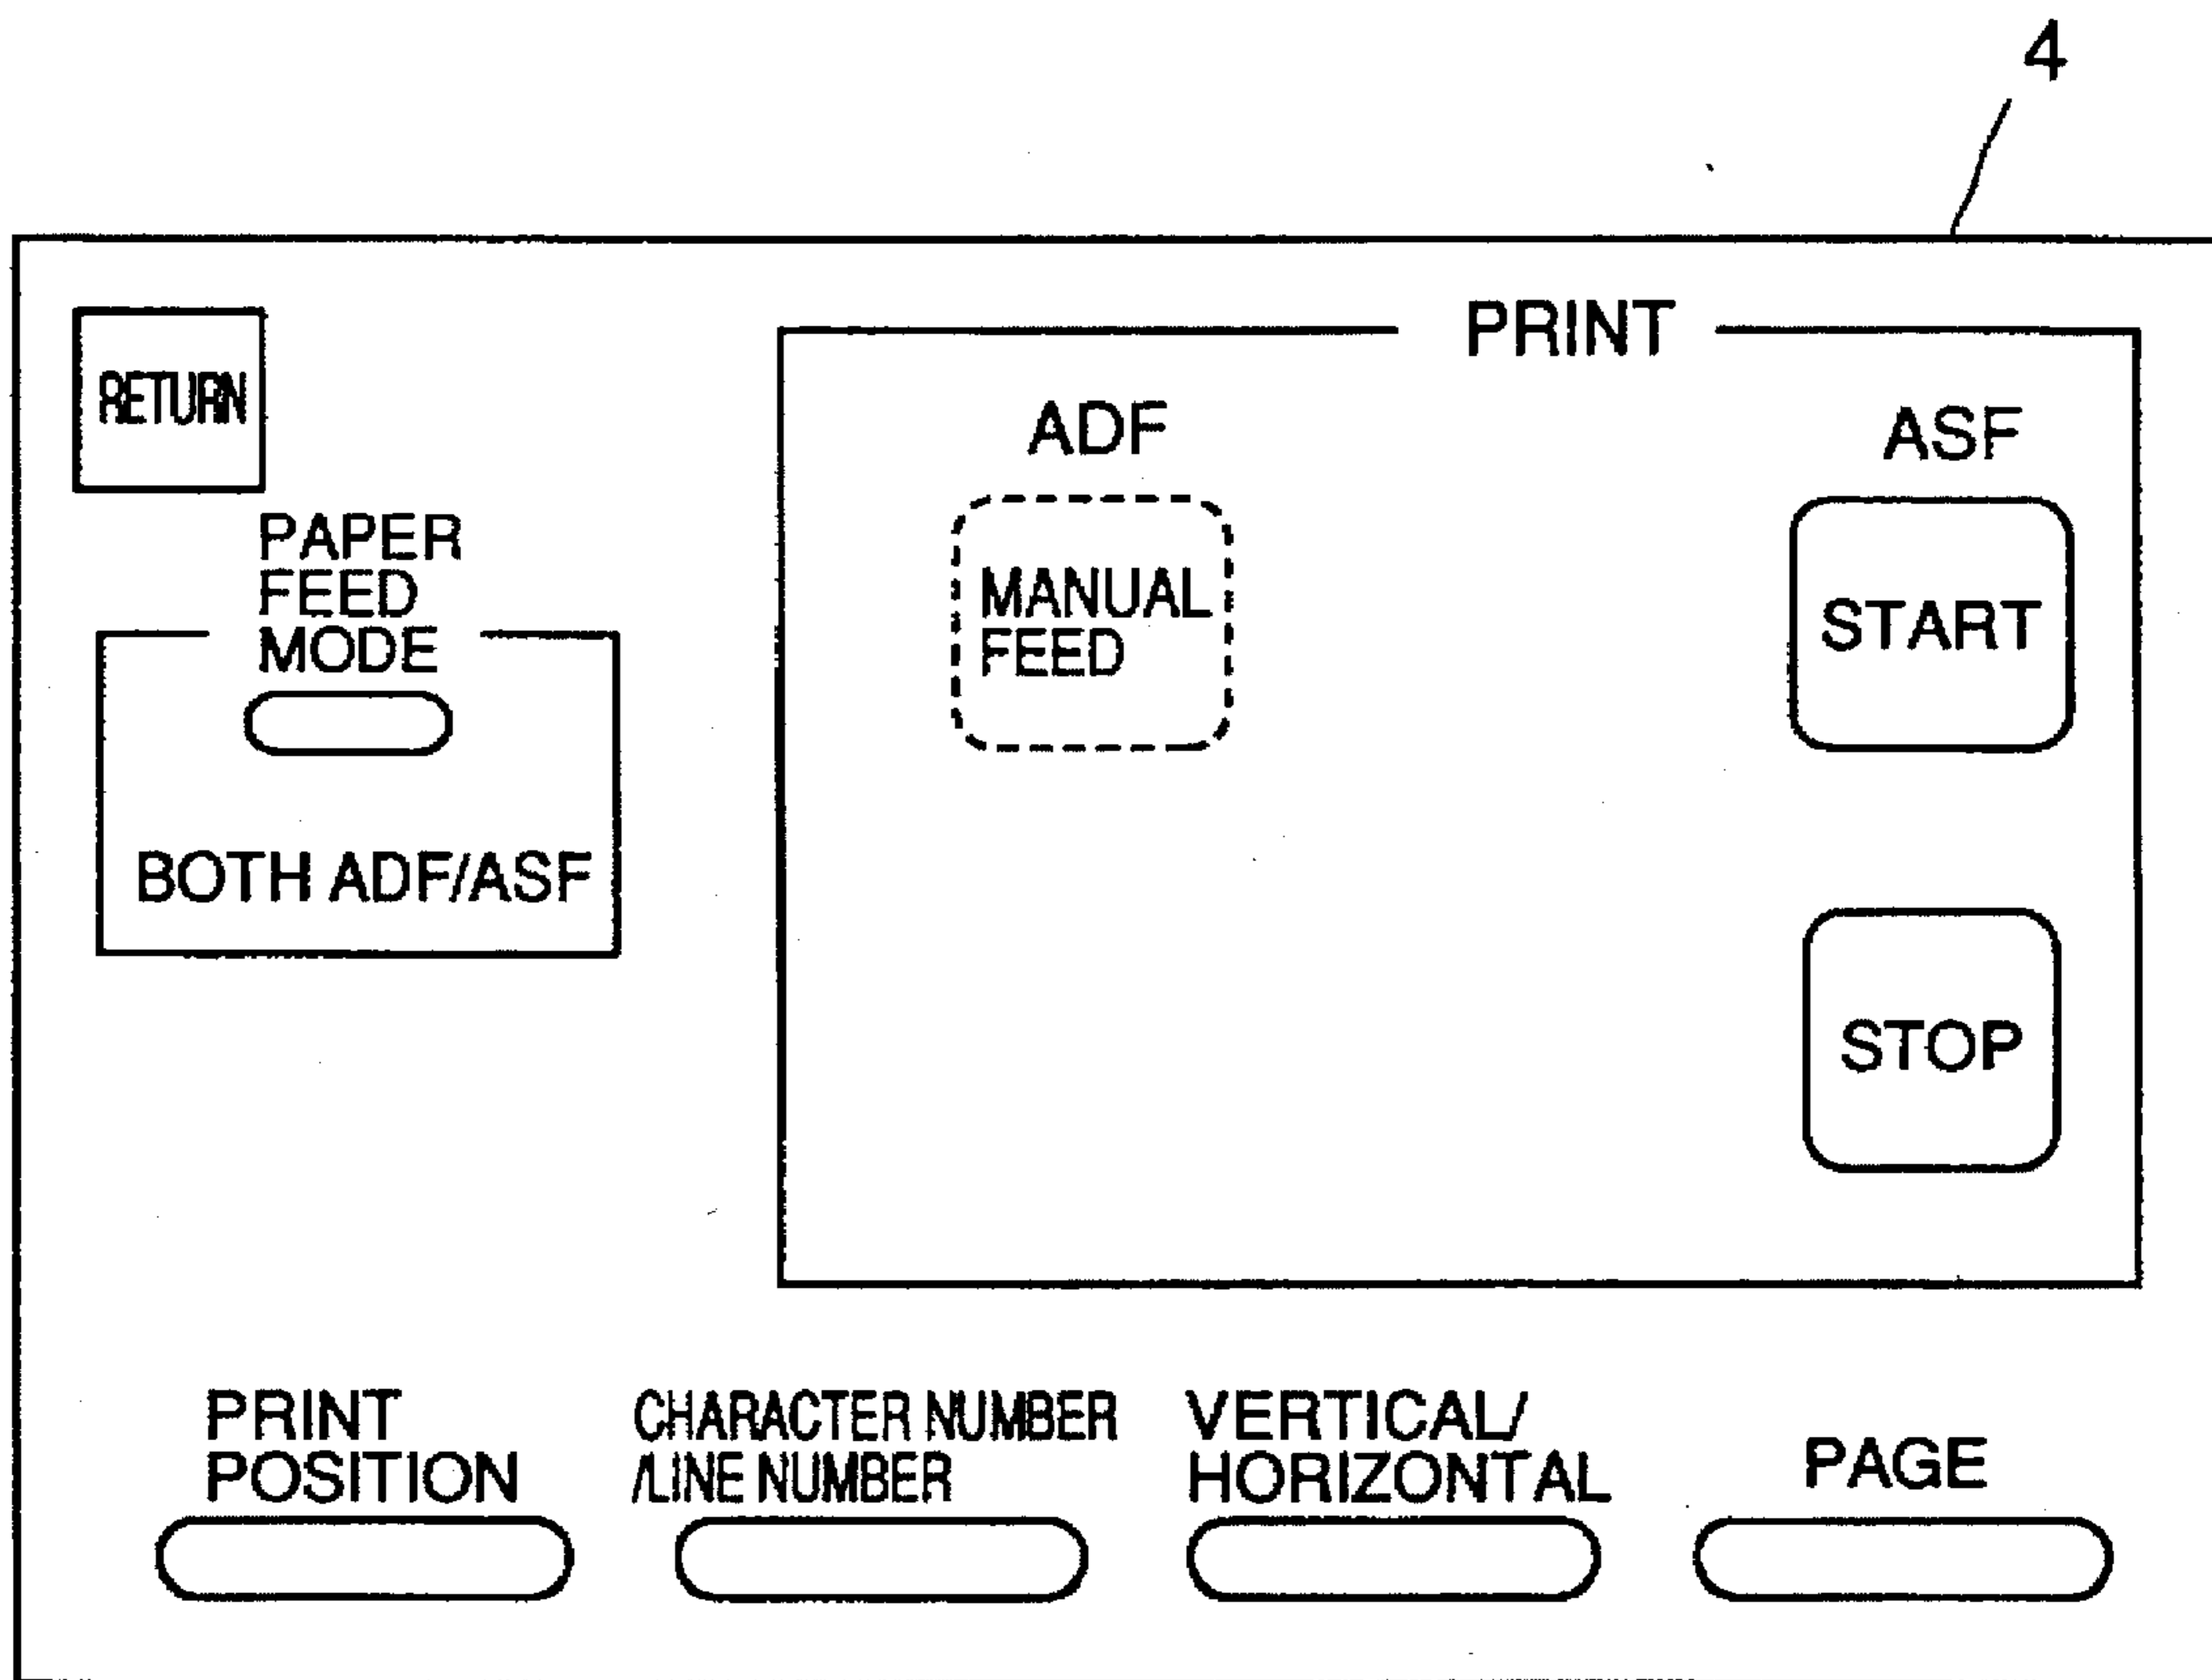 4
RETURN
PAPER
FEED
MODE
BOTH ADF/ASF
PRINT
ADF
MANUAL
FEED
ASF
START
STOP
PRINT
POSITION
CHARACTER NUMBER
/LINE NUMBER
VERTICAL/
HORIZONTAL
PAGE